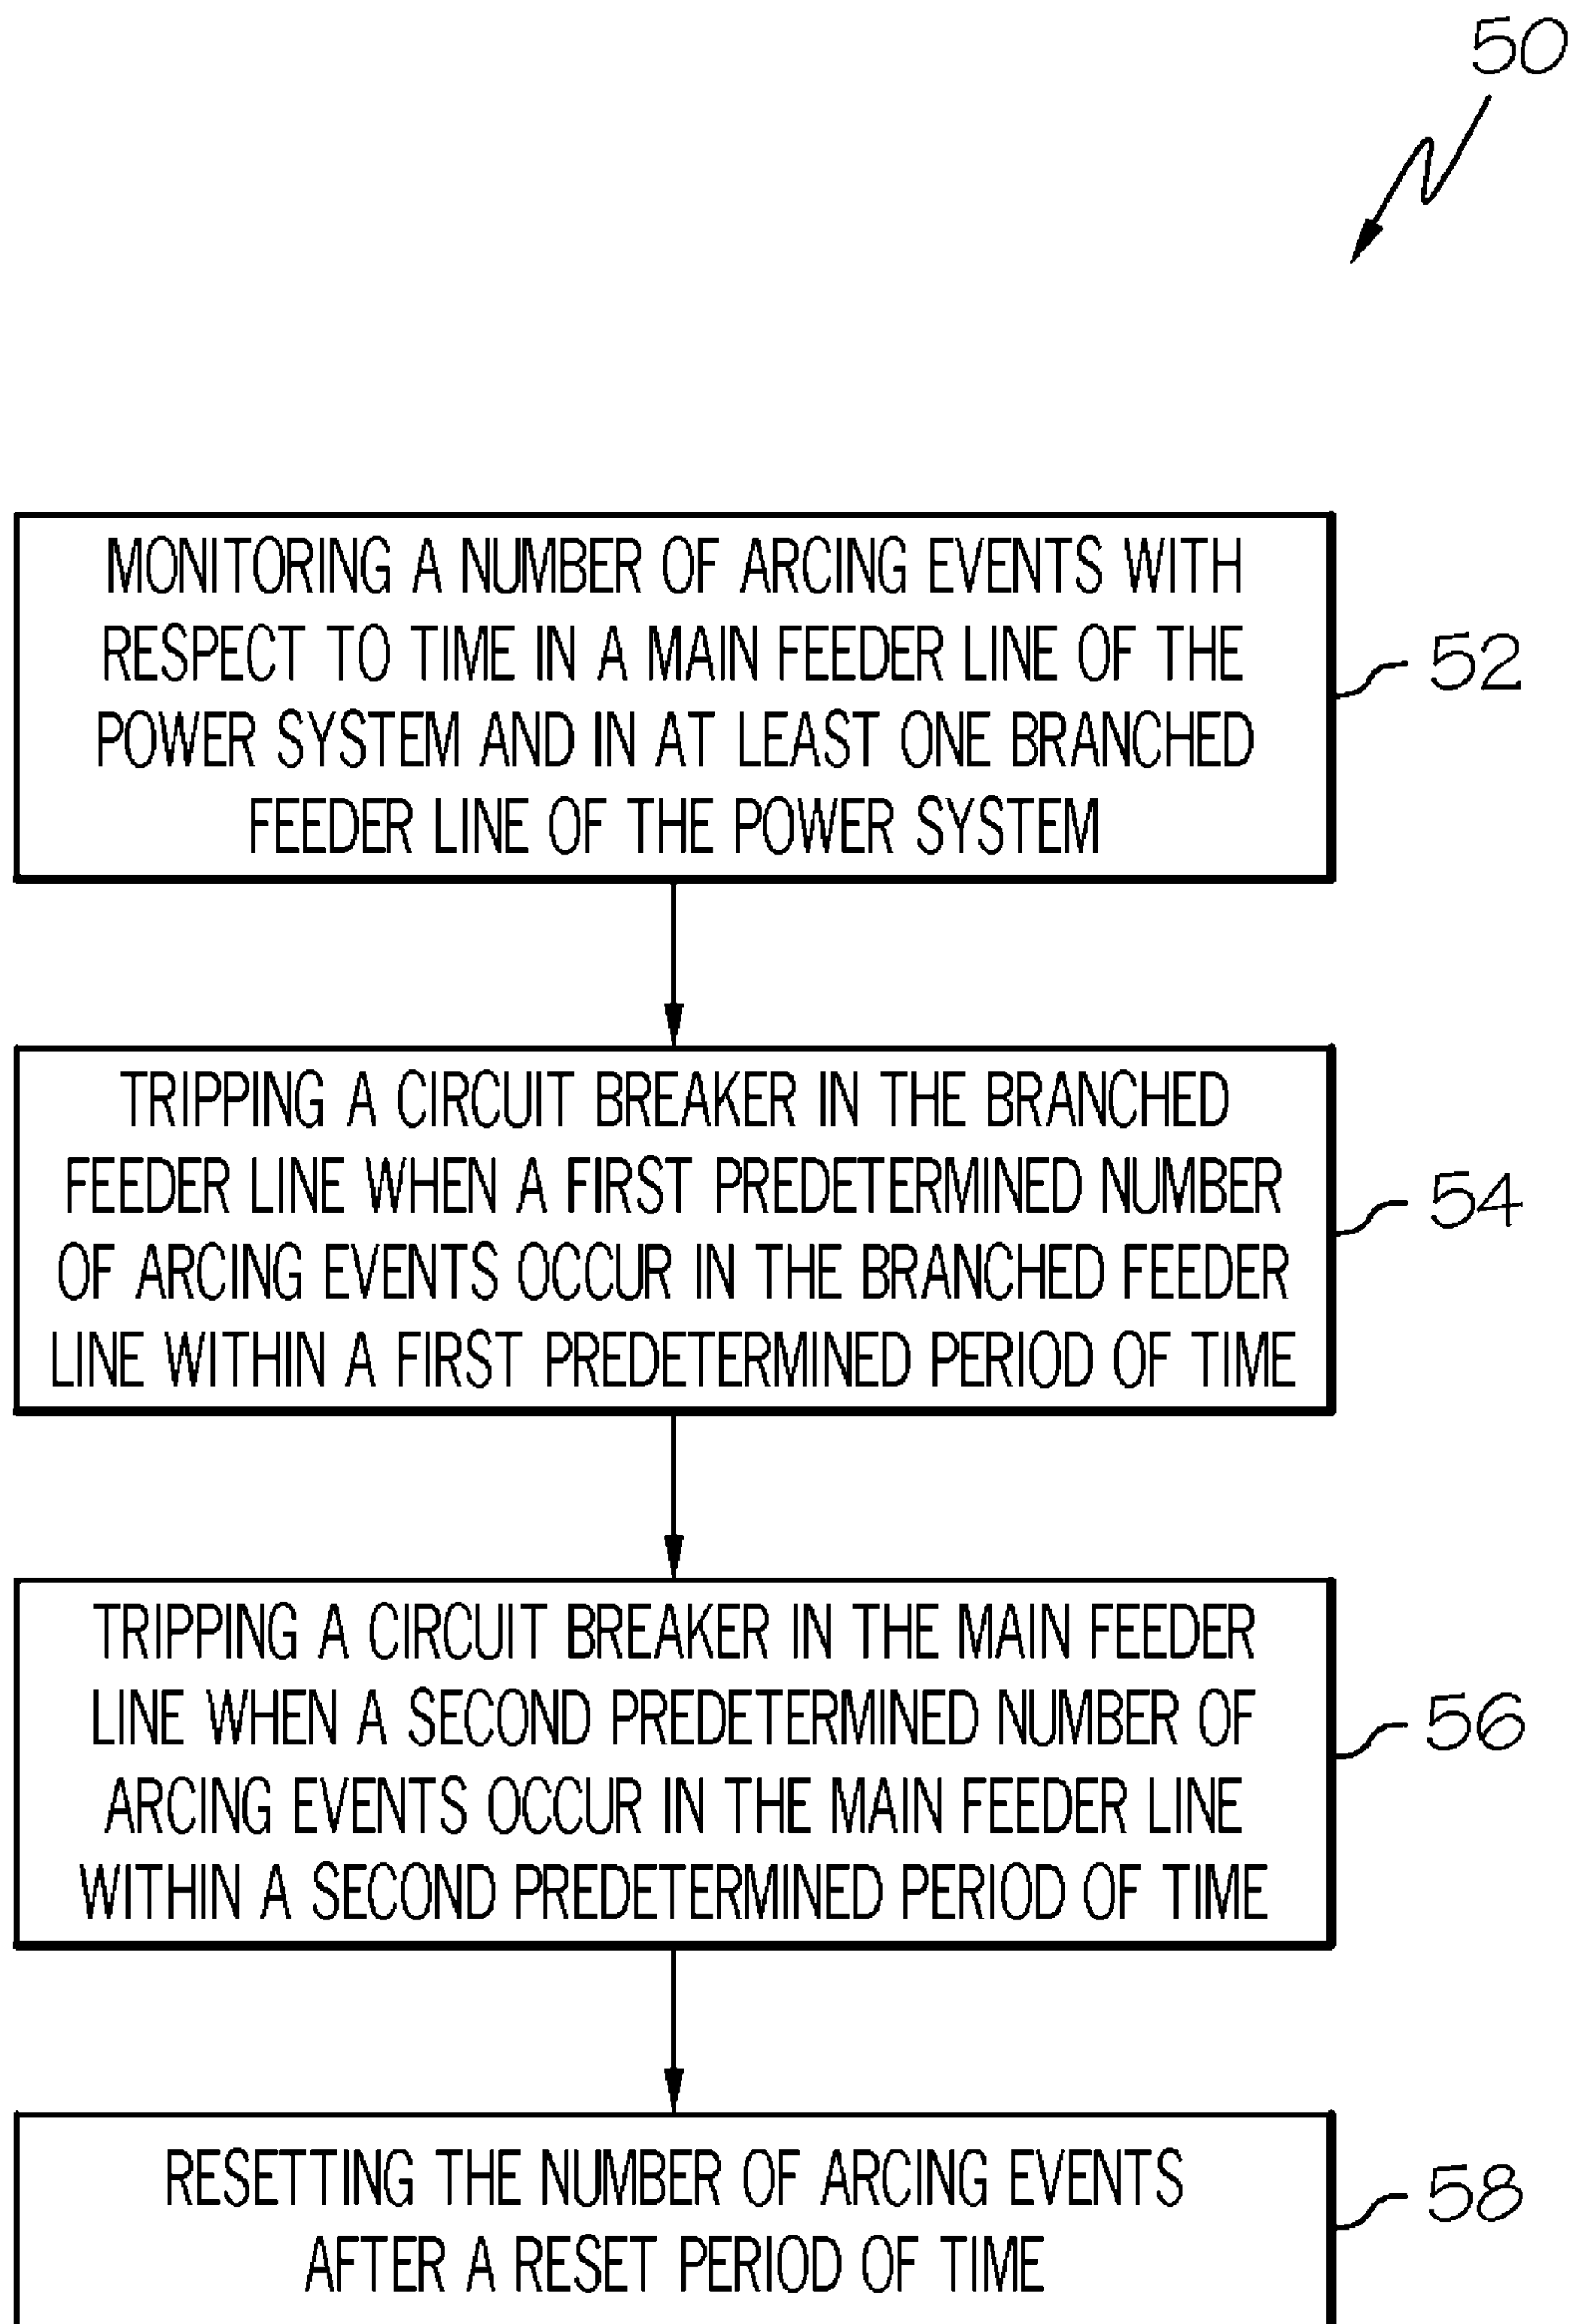 50
MONITORING A NUMBER OF ARCING EVENTS WITH
RESPECT TO TIME IN A MAIN FEEDER LINE OF THE
POWER SYSTEM AND IN AT LEAST ONE BRANCHED
FEEDER LINE OF THE POWER SYSTEM
52
TRIPPING A CIRCUIT BREAKER IN THE BRANCHED
FEEDER LINE WHEN A FIRST PREDETERMINED NUMBER
OF ARCING EVENTS OCCUR IN THE BRANCHED FEEDER
LINE WITHIN A FIRST PREDETERMINED PERIOD OF TIME
54
TRIPPING A CIRCUIT BREAKER IN THE MAIN FEEDER
LINE WHEN A SECOND PREDETERMINED NUMBER OF
ARCING EVENTS OCCUR IN THE MAIN FEEDER LINE
WITHIN A SECOND PREDETERMINED PERIOD OF TIME
56
RESETTING THE NUMBER OF ARCING EVENTS
AFTER A RESET PERIOD OF TIME
58